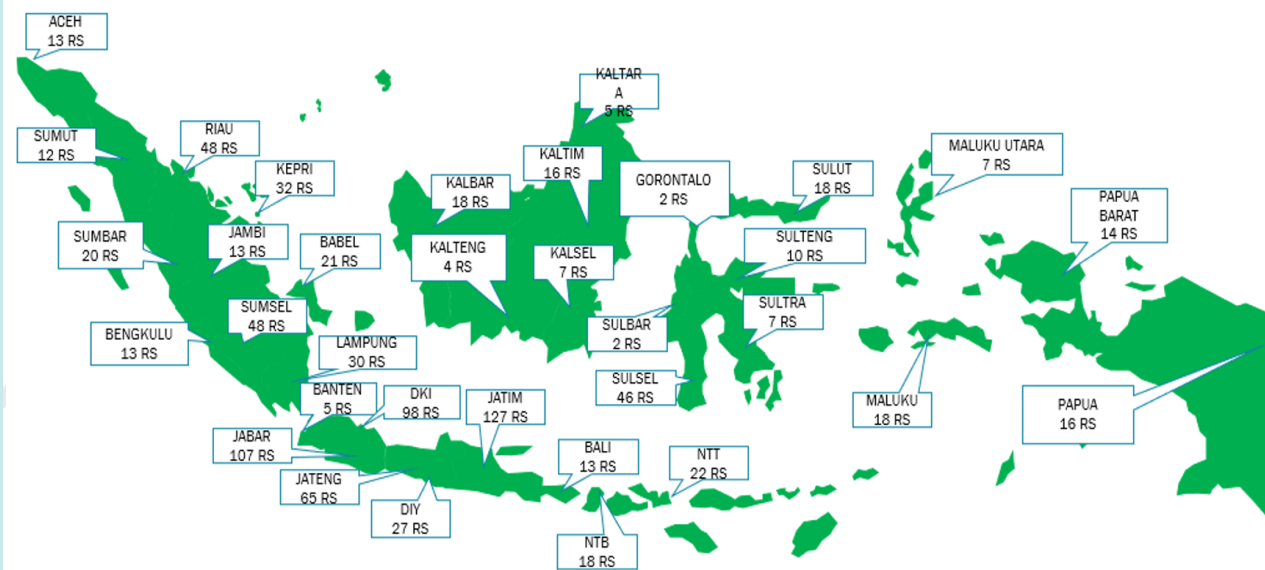 ACEH
13 RS
KALTAR
A
5 RS
SUMUT
12 RS
RIAU
48 RS
KEPRI
32 RS
KALBAR
18 RS
KALTIM
16 RS
GORONTALO
2 RS
SULUT
18 RS
MALUKU UTARA
7 RS
PAPUA
BARAT
14 RS
SUMBAR
20 RS
JAMBI
13 RS
BABEL
21 RS
KALTENG
4 RS
KALSEL
7 RS
SULTENG
10 RS
SUMSEL
48 RS
SULTRA
7 RS
BENGKULU
13 RS
LAMPUNG
30 RS
SULBAR
2 RS
BANTEN
5 RS
DKI
98 RS
JATIM
127 RS
SULSEL
46 RS
MALUKU
18 RS
PAPUA
16 RS
JABAR
107 RS
JATENG
65 RS
BALI
13 RS
NTT
22 RS
DIY
27 RS
NTB
18 RS